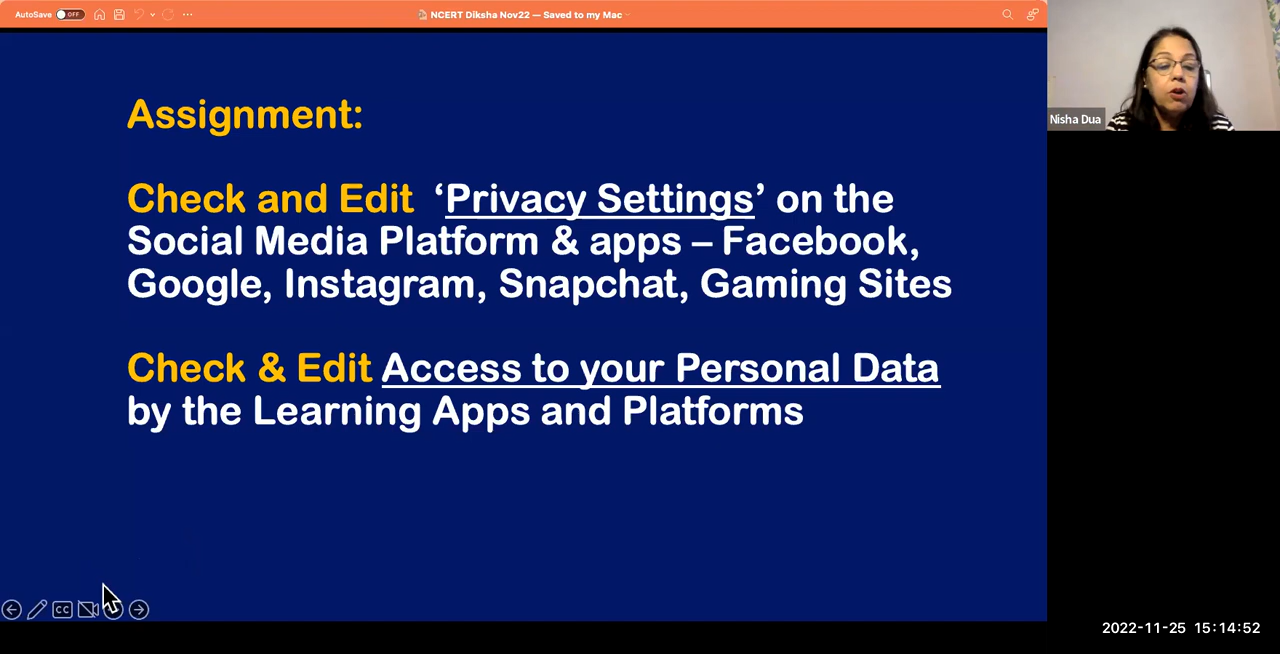 AutoSave OFF
NCERT Diksha Nov22 — Saved to my Mac
Nisha Dua
Assignment:
Check and Edit ‘Privacy Settings’ on the
Social Media Platform & apps – Facebook,
Google, Instagram, Snapchat, Gaming Sites
Check & Edit Access to your Personal Data
by the Learning Apps and Platforms
CC
2022-11-25 15:14:52